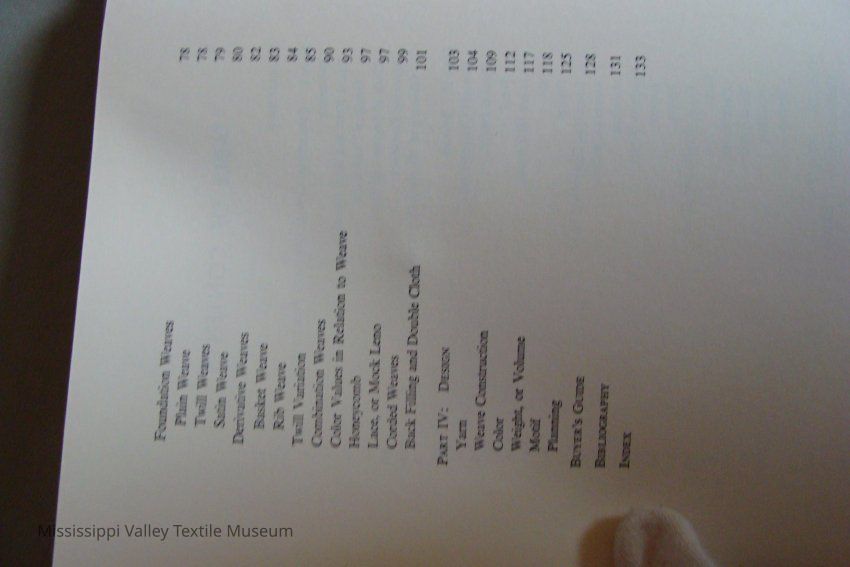 Foundation Weaves 78
Plain Weave 78
Twill Weaves 79
Satin Weave 80
Derivative Weaves 82
Basket Weave 83
Rib Weave 84
Twill Variation 85
Combination Weaves 90
Color Values in Relation to Weave 93
Honeycomb 97
Lace, or Mock Leno 97
Corded Weaves 99
Back Filling and Double Cloth 101
PART IV: DESIGN 103
Yarn 104
Weave Construction 109
Color 112
Weight, or Volume 117
Motif 118
Planning 125
BUYER'S GUIDE 128
BIBLIOGRAPHY 131
INDEX 133
Mississippi Valley Textile Museum